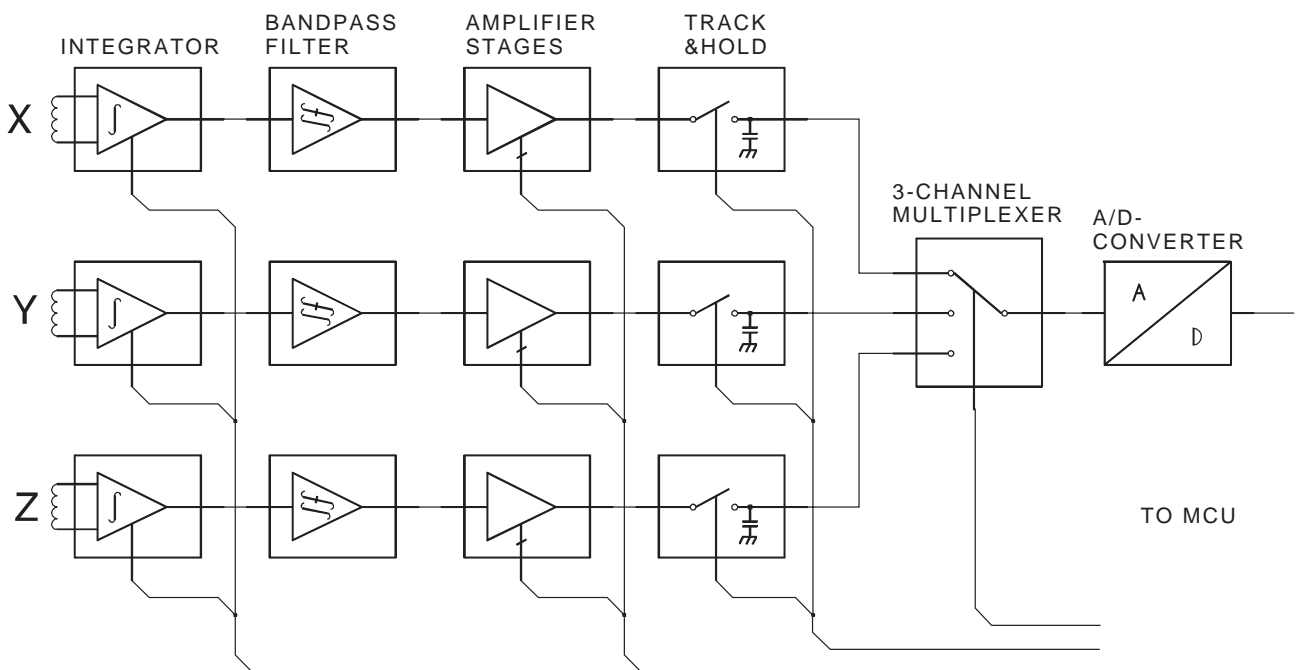 INTEGRATOR
BANDPASS
FILTER
AMPLIFIER
STAGES
TRACK
&HOLD
X
3-CHANNEL
MULTIPLEXER
A/D-
CONVERTER
A
D
Y
Z
TO MCU